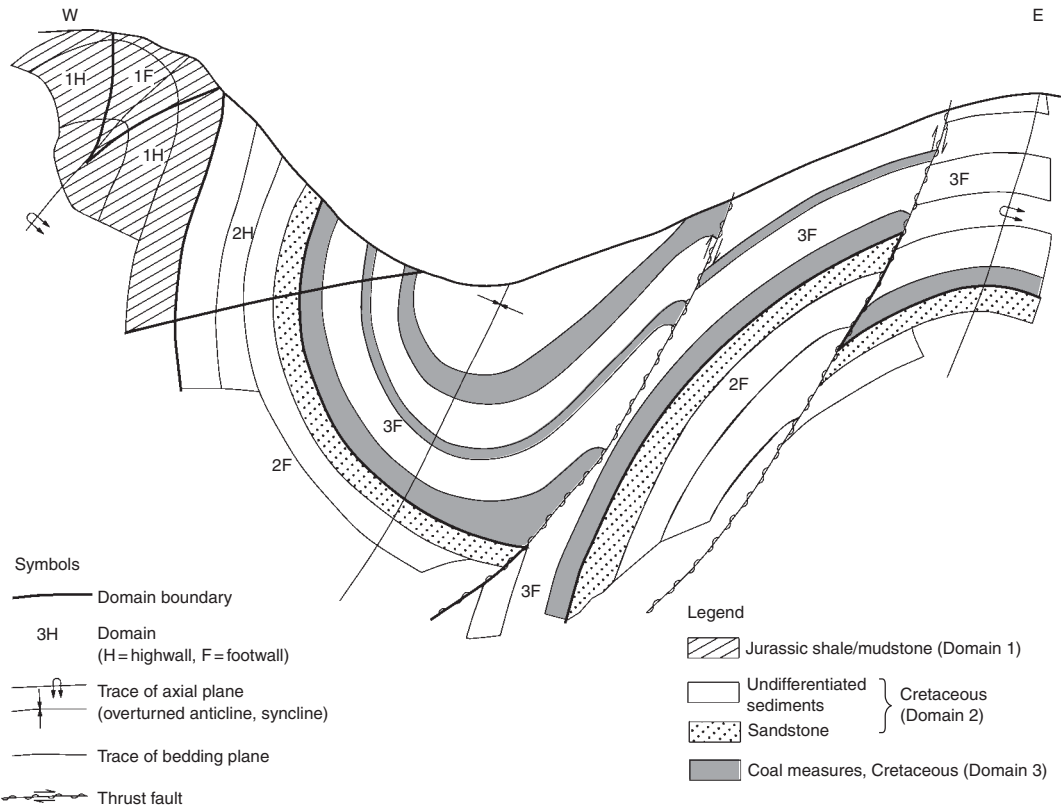 W
E
1H
1F
1H
2H
3F
3F
2F
3F
2F
3F
Symbols
Domain boundary
3H Domain
(H = highwall, F = footwall)
Trace of axial plane
(overturned anticline, syncline)
Trace of bedding plane
Thrust fault
Legend
Jurassic shale/mudstone (Domain 1)
Undifferentiated
sediments
Sandstone
Cretaceous
(Domain 2)
Coal measures, Cretaceous (Domain 3)